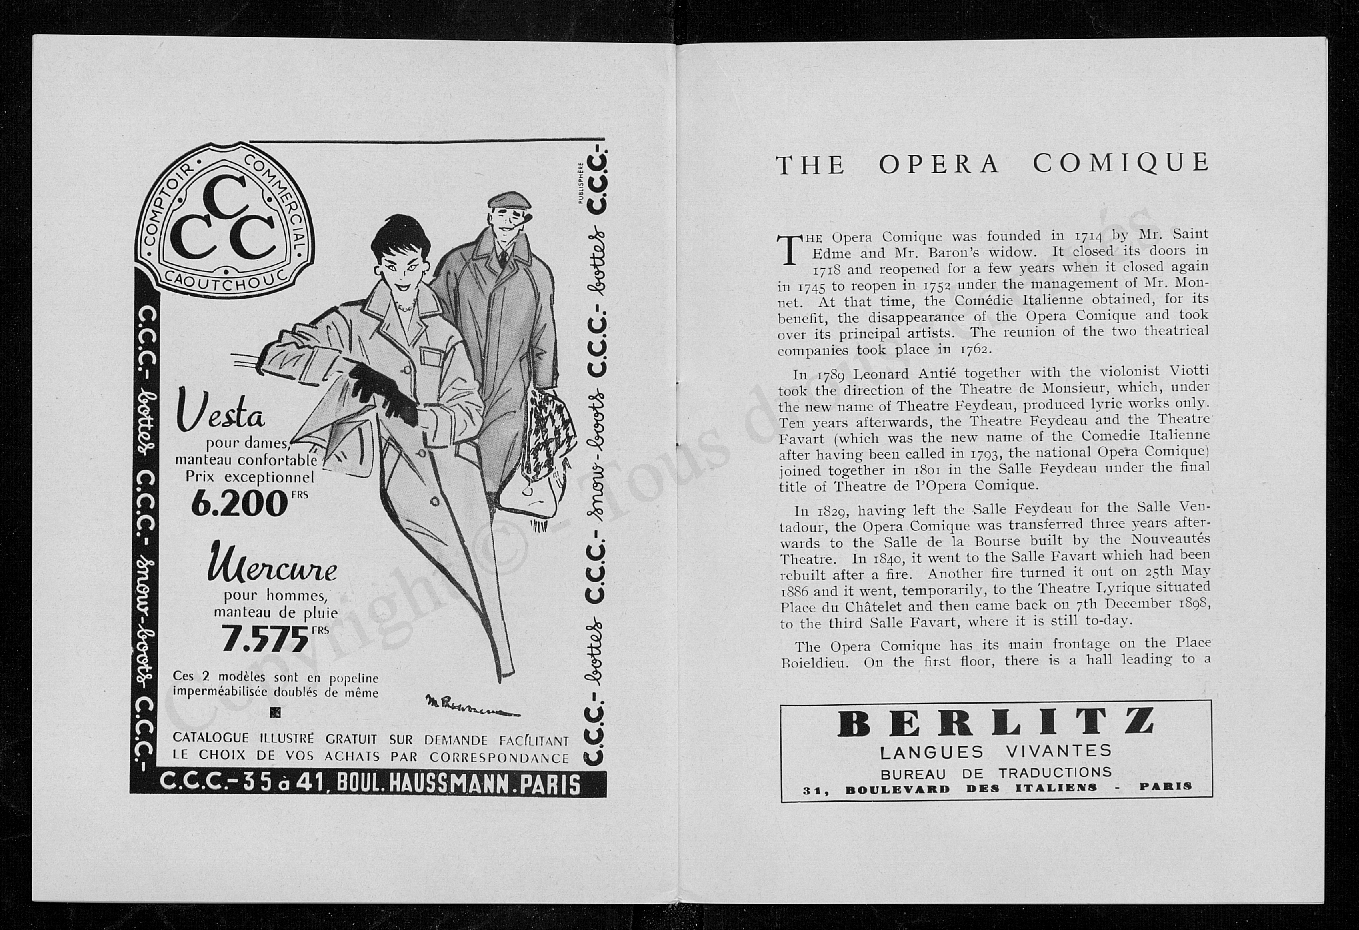 COMPTOIR · COMMERCIAL · CAOUTCHOUC ·
C
C C
PUBLISPHÈRE
C.C.C.- bottes C.C.C.- snow-boots C.C.C.-
C.C.C.- bottes C.C.C.- snow-boots C.C.C.- bottes C.C.C.-
Vesta
pour dames,
manteau confortable
Prix exceptionnel
6.200 FRS
Mercure
pour hommes,
manteau de pluie
7.575 FRS
Ces 2 modèles sont en popeline
imperméabilisée doublés de même
CATALOGUE ILLUSTRÉ GRATUIT SUR DEMANDE FACILITANT
LE CHOIX DE VOS ACHATS PAR CORRESPONDANCE
C.C.C.-35 à 41, BOUL. HAUSSMANN. PARIS
THE OPERA COMIQUE
THE Opera Comique was founded in 1714 by Mr. Saint
Edme and Mr. Baron's widow. It closed its doors in
1718 and reopened for a few years when it closed again
in 1745 to reopen in 1752 under the management of Mr. Mon-
net. At that time, the Comédie Italienne obtained, for its
benefit, the disappearance of the Opera Comique and took
over its principal artists. The reunion of the two theatrical
companies took place in 1762.
In 1789 Leonard Antié together with the violonist Viotti
took the direction of the Theatre de Monsieur, which, under
the new name of Theatre Feydeau, produced lyric works only.
Ten years afterwards, the Theatre Feydeau and the Theatre
Favart (which was the new name of the Comedie Italienne
after having been called in 1793, the national Opera Comique)
joined together in 1801 in the Salle Feydeau under the final
title of Theatre de l'Opera Comique.
In 1829, having left the Salle Feydeau for the Salle Ven-
tadour, the Opera Comique was transferred three years after-
wards to the Salle de la Bourse built by the Nouveautés
Theatre. In 1840, it went to the Salle Favart which had been
rebuilt after a fire. Another fire turned it out on 25th May
1886 and it went, temporarily, to the Theatre Lyrique situated
Place du Châtelet and then came back on 7th December 1898,
to the third Salle Favart, where it is still to-day.
The Opera Comique has its main frontage on the Place
Boieldieu. On the first floor, there is a hall leading to a
BERLITZ
LANGUES VIVANTES
BUREAU DE TRADUCTIONS
31, BOULEVARD DES ITALIENS - PARIS
Copyright © - Tous droits réservés